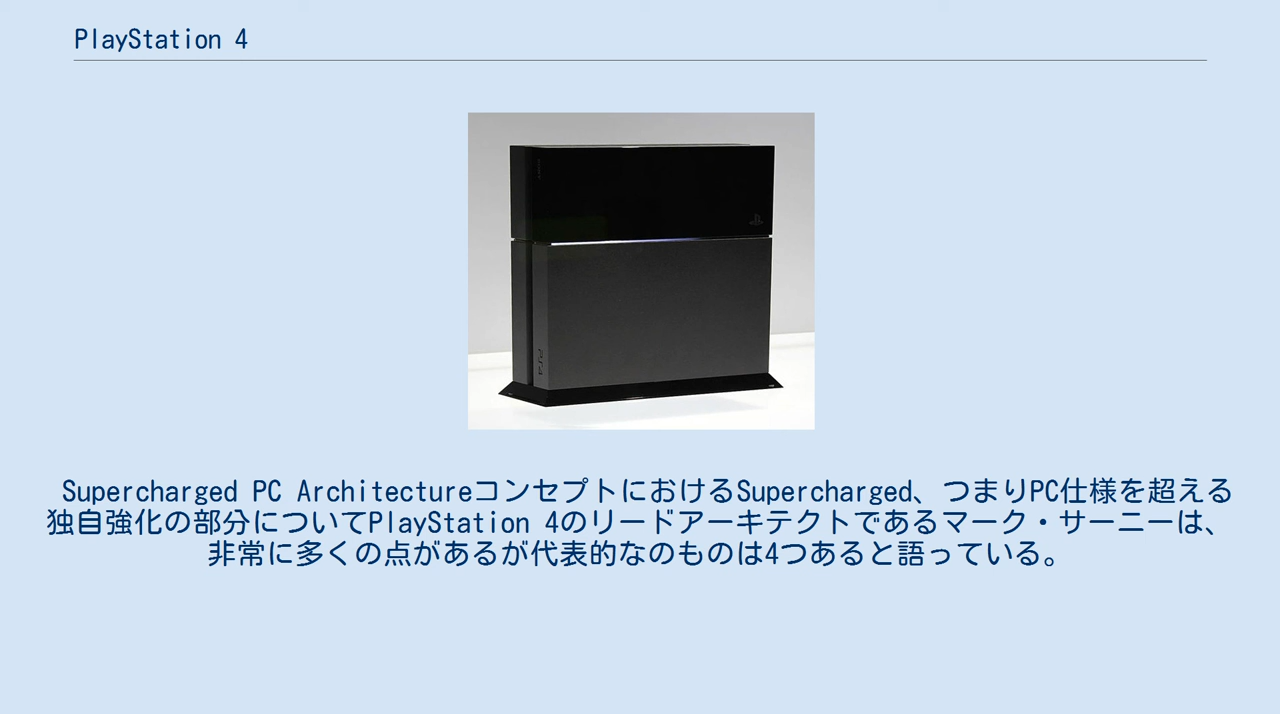 PlayStation 4
SONY
PS4
Supercharged PC ArchitectureコンセプトにおけるSupercharged、つまりPC仕様を超える
独自強化の部分についてPlayStation 4のリードアーキテクトであるマーク・サーニーは、
非常に多くの点があるが代表的なのものは4つあると語っている。